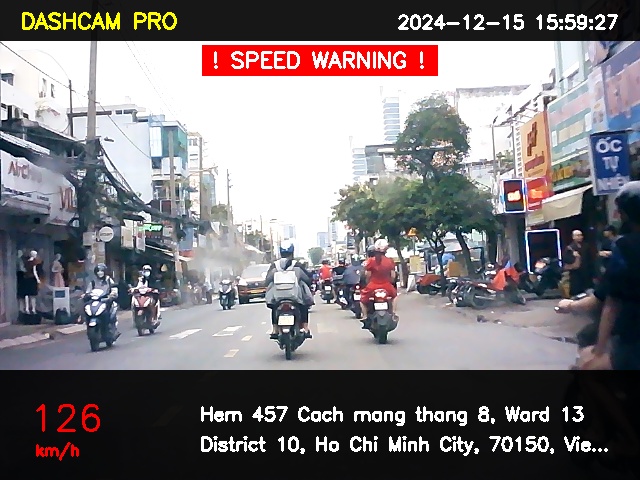 DASHCAM PRO
2024-12-15 15:59:27
! SPEED WARNING !
ỐC
TỰ
126
km/h
Hem 457 Cach mang thang 8, Ward 13
District 10, Ho Chi Minh City, 70150, Vie...